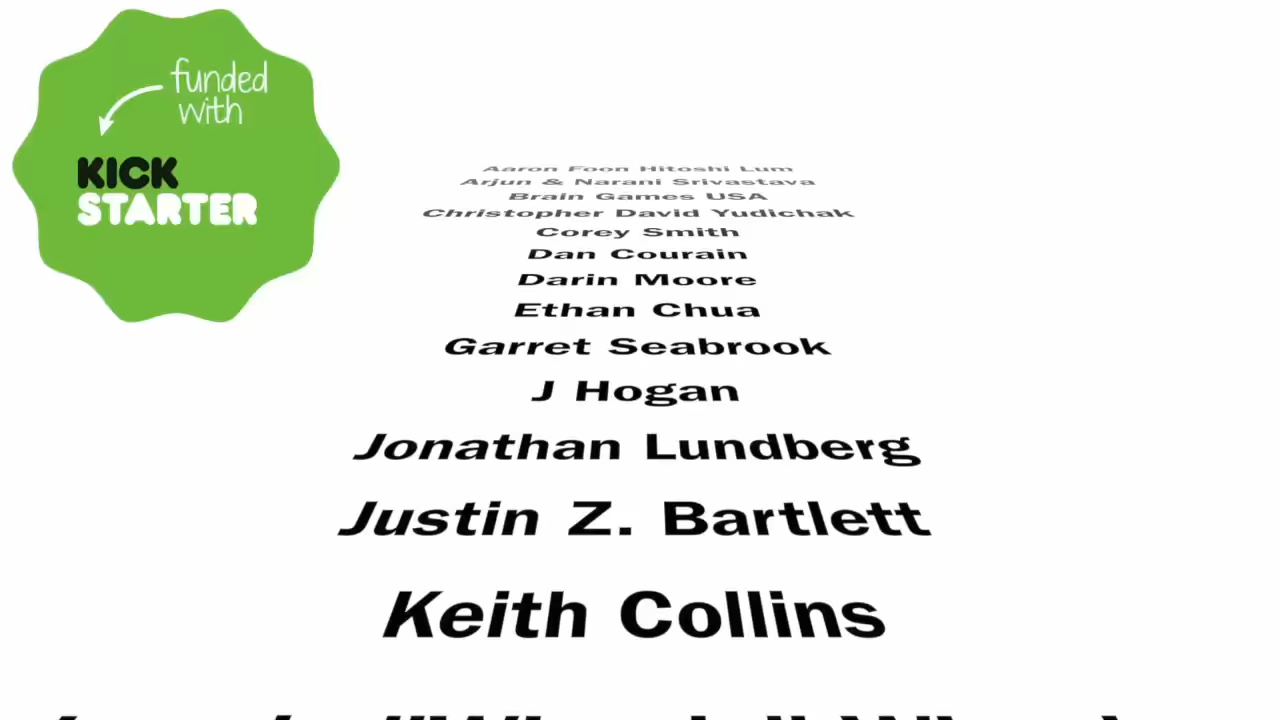 funded
with
KICK
STARTER
Aaron Foon Hitoshi Lum
Arjun & Narani Srivastava
Brain Games USA
Christopher David Yudichak
Corey Smith
Dan Courain
Darin Moore
Ethan Chua
Garret Seabrook
J Hogan
Jonathan Lundberg
Justin Z. Bartlett
Keith Collins